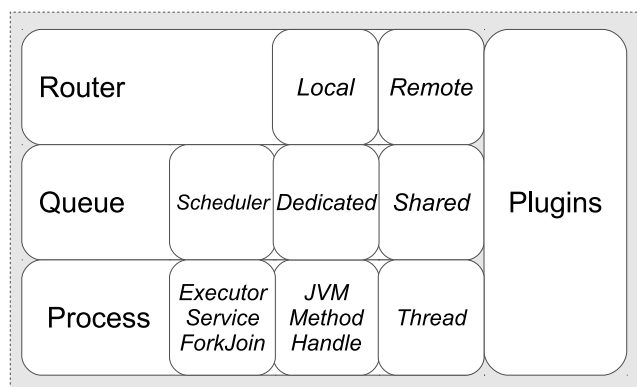 Router
Local
Remote
Queue
Scheduler
Dedicated
Shared
Plugins
Process
Executor
Service
ForkJoin
JVM
Method
Handle
Thread